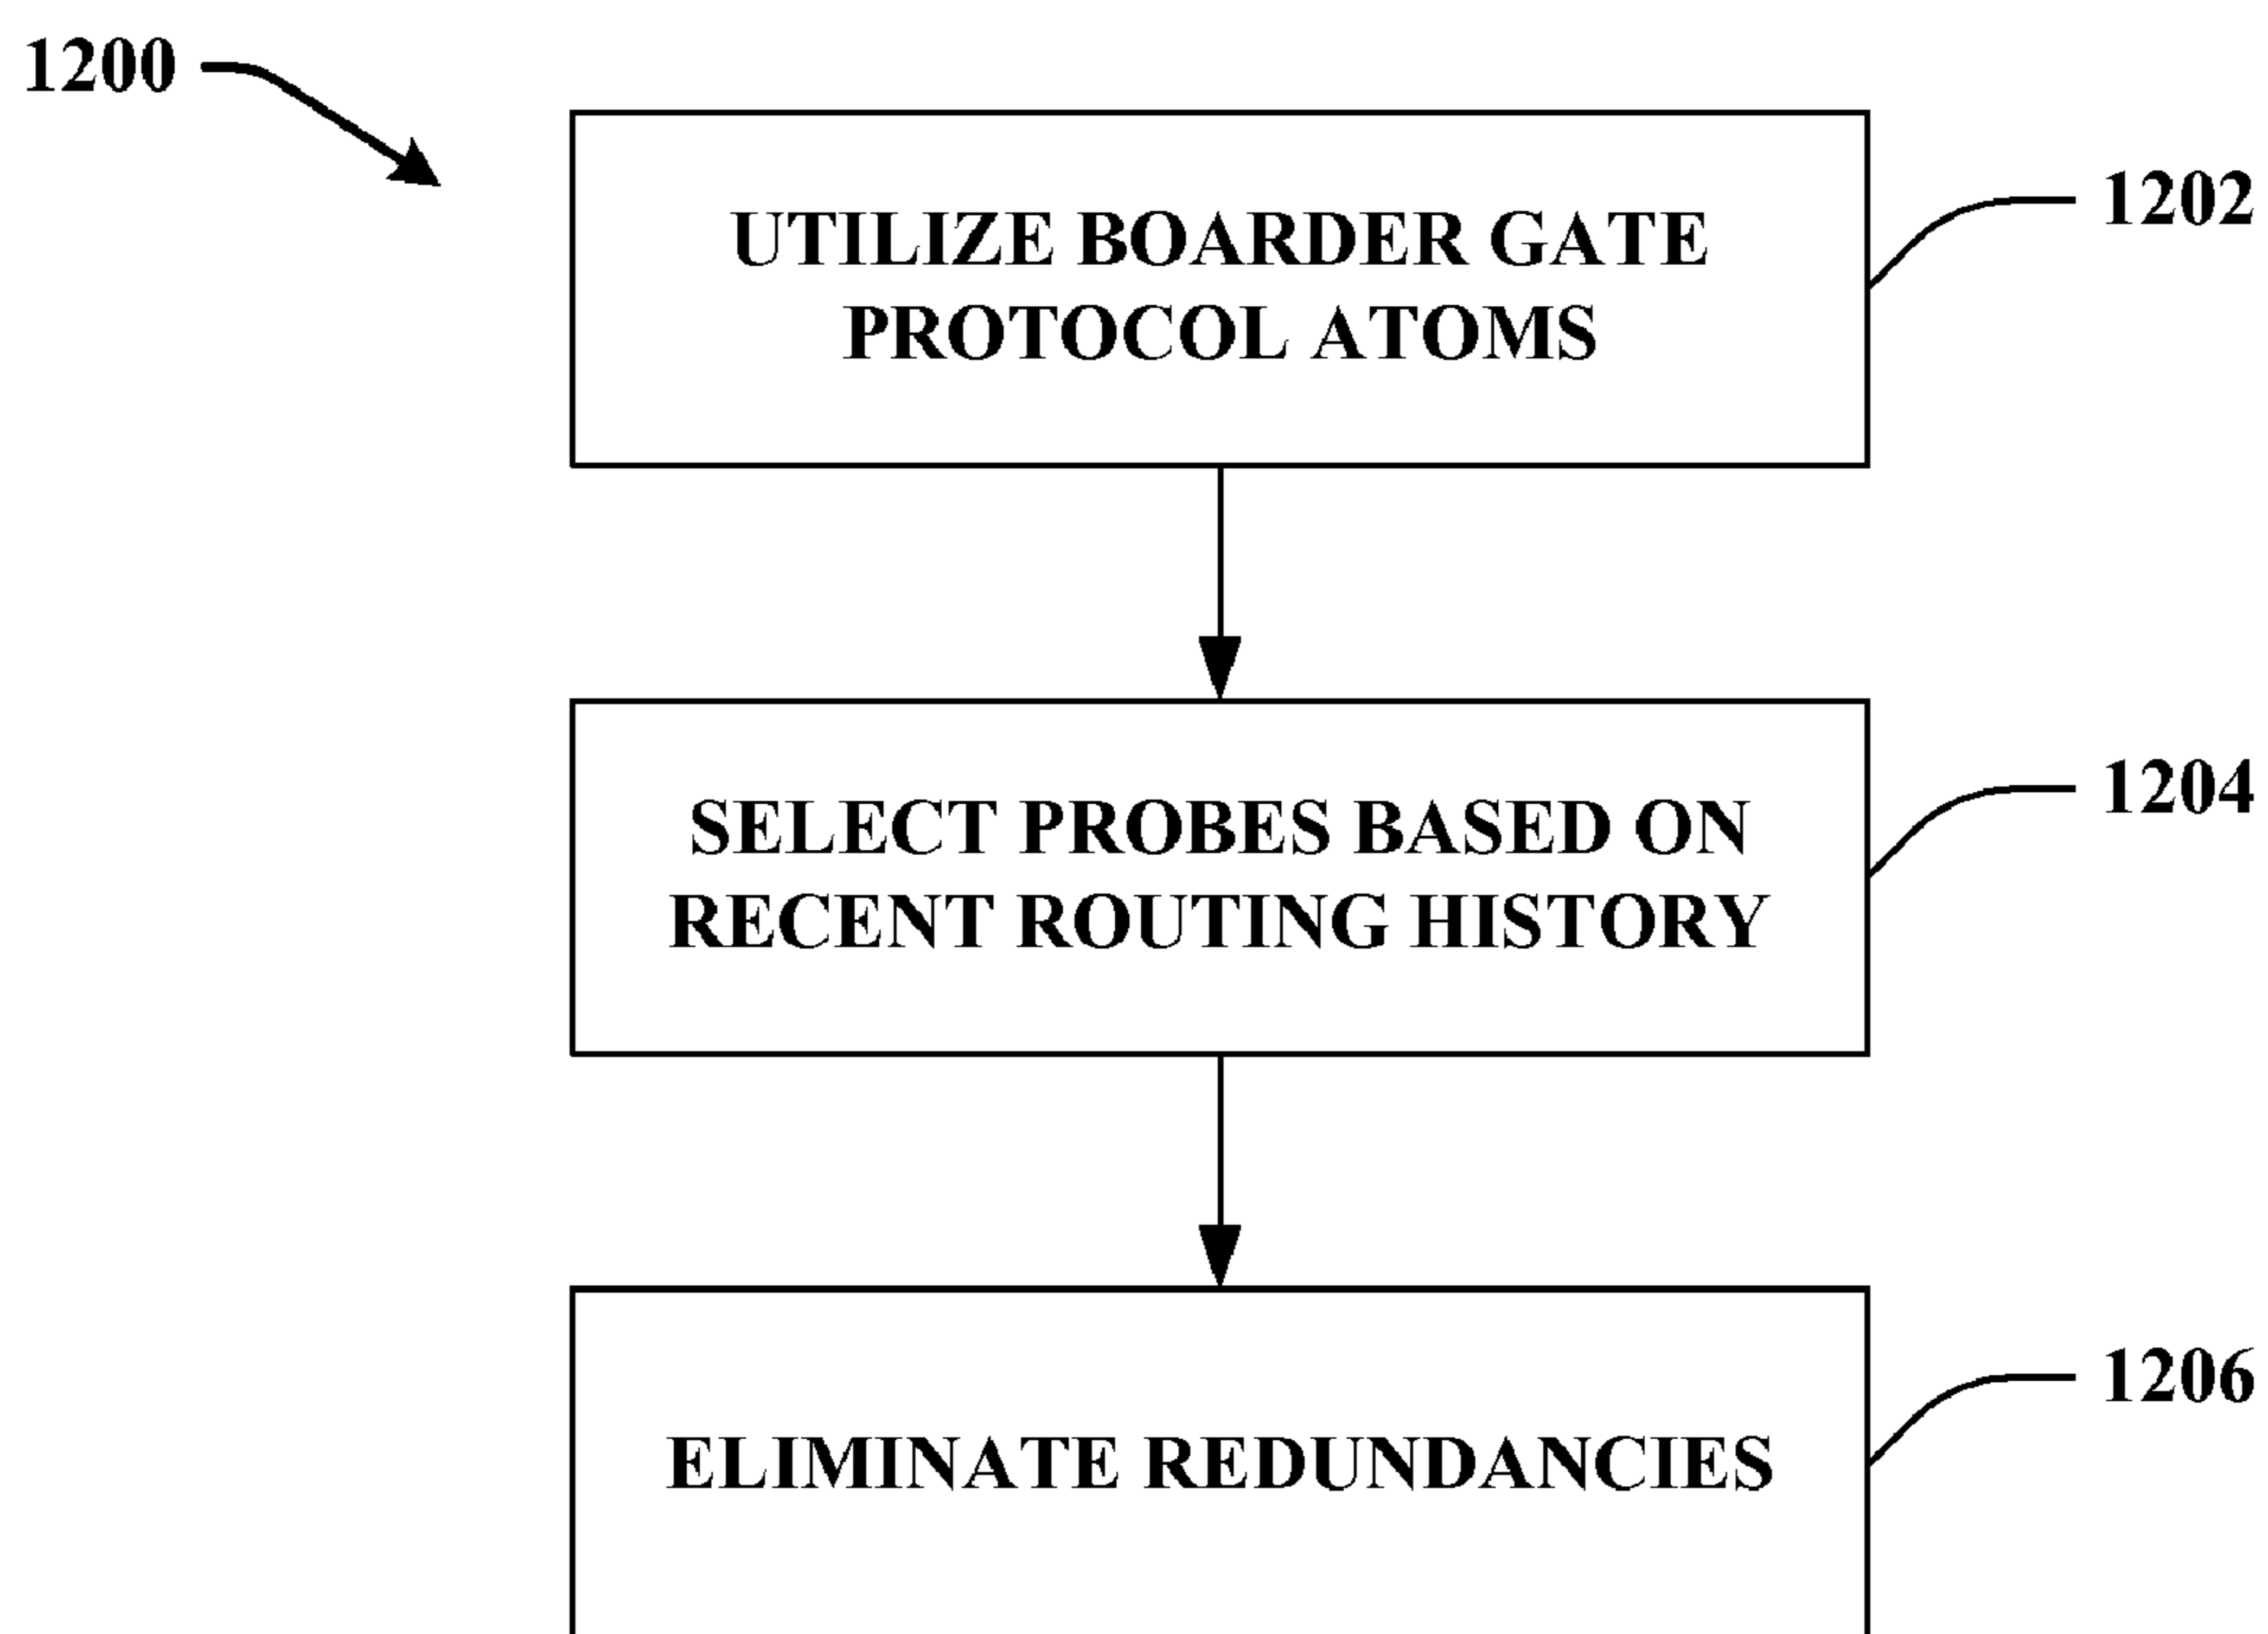 1200
UTILIZE BOARDER GATE
PROTOCOL ATOMS
1202
SELECT PROBES BASED ON
RECENT ROUTING HISTORY
1204
ELIMINATE REDUNDANCIES
1206